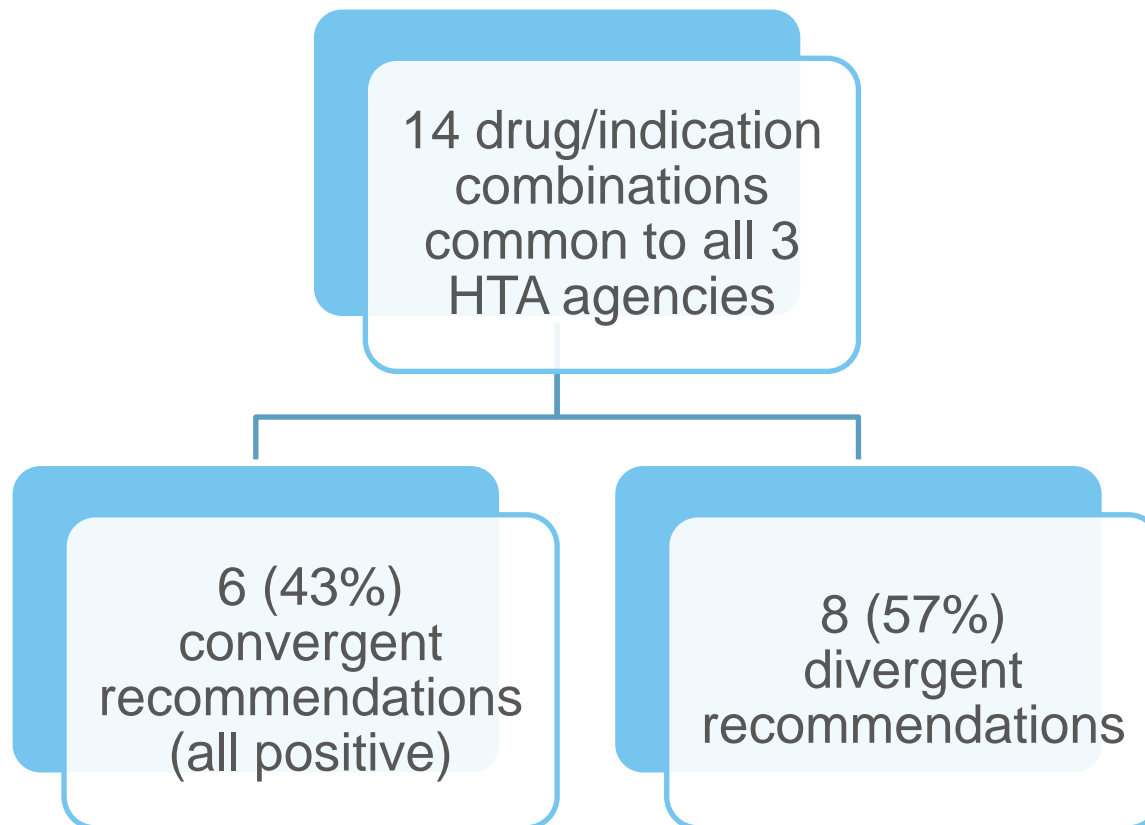 14 drug/indication
combinations
common to all 3
HTA agencies
6 (43%)
convergent
recommendations
(all positive)
8 (57%)
divergent
recommendations